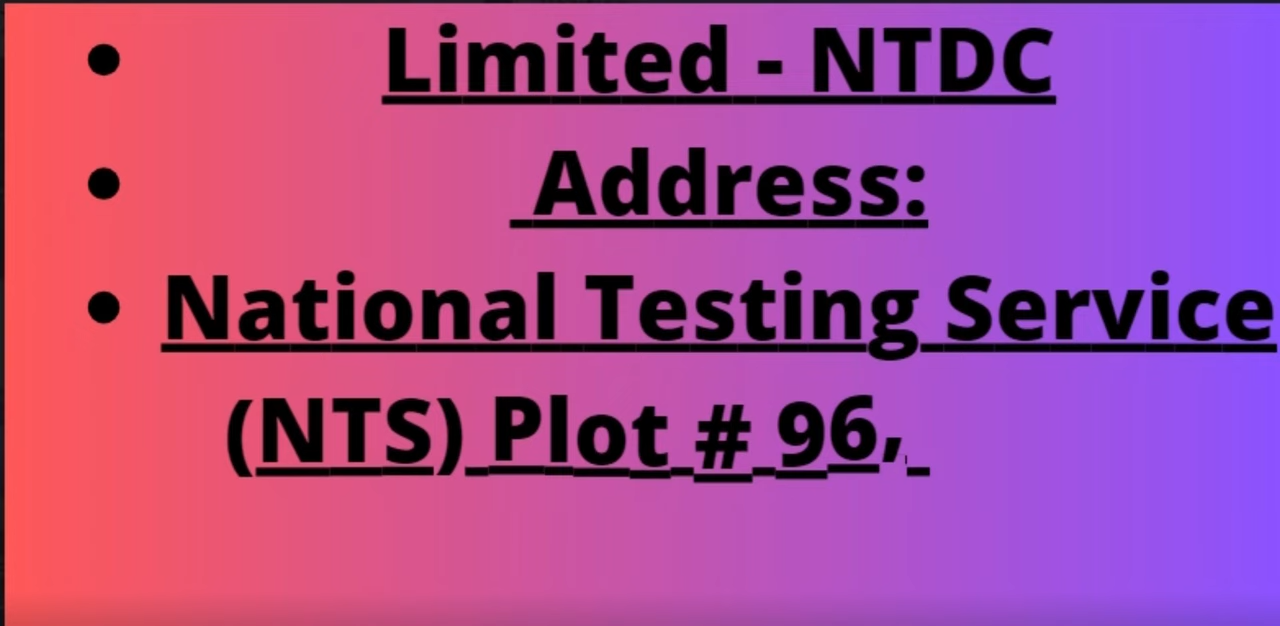 • Limited - NTDC
• Address:
• National Testing Service
(NTS) Plot # 96,